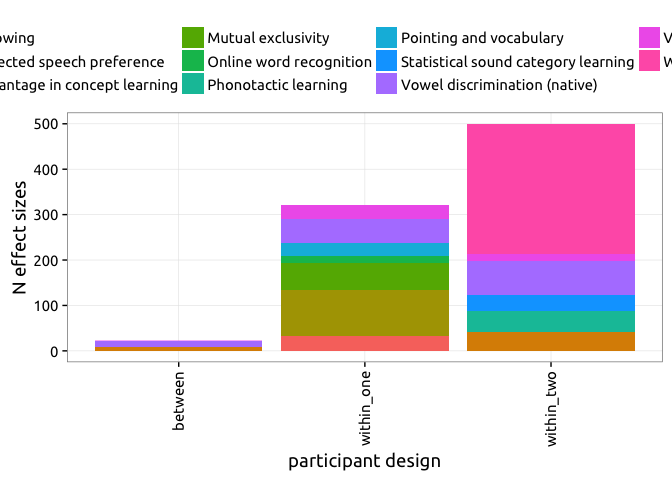 owing Mutual exclusivity Pointing and vocabulary V
ected speech preference Online word recognition Statistical sound category learning W
antage in concept learning Phonotactic learning Vowel discrimination (native)
500
400
300
200
100
0
N effect sizes
between within_one within_two
participant design